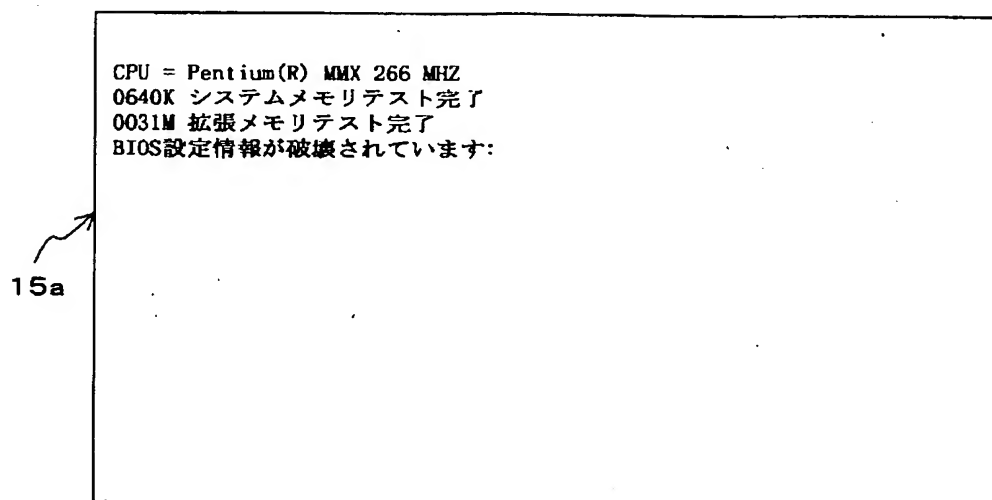 CPU = Pentium(R) MMX 266 MHZ
0640K システムメモリテスト完了
0031M 拡張メモリテスト完了
BIOS設定情報が破壊されています:
15a